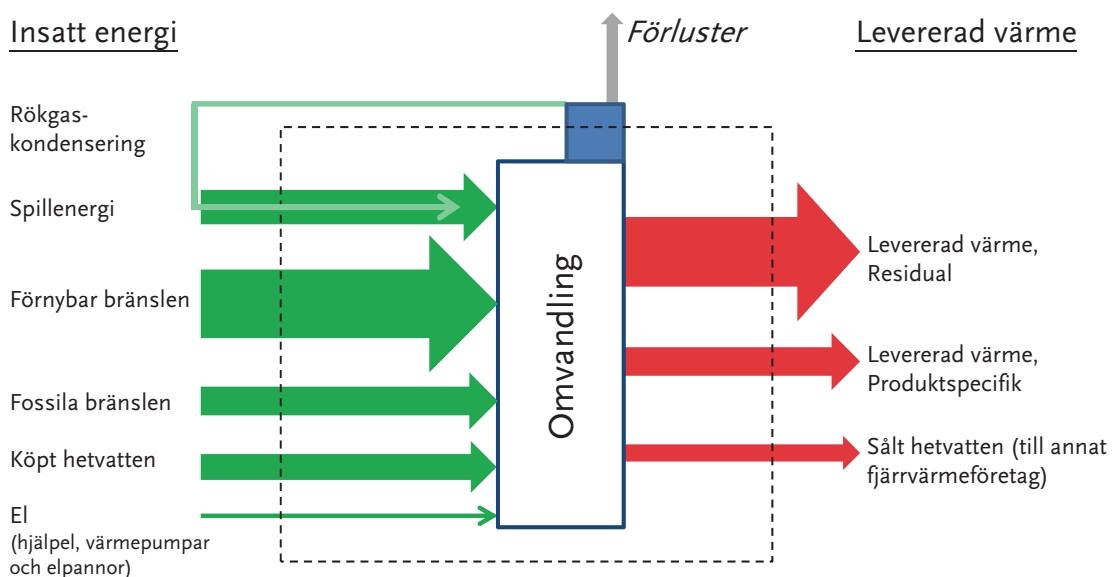 Insatt energi
Förluster
Levererad värme
Rökgas-
kondensering
Spillenergi
Förnybar bränslen
Fossila bränslen
Köpt hetvatten
El
(hjälpel, värmepumpar
och elpannor)
Omvandling
Levererad värme,
Residual
Levererad värme,
Produktspecifik
Sålt hetvatten (till annat
fjärrvärmeföretag)